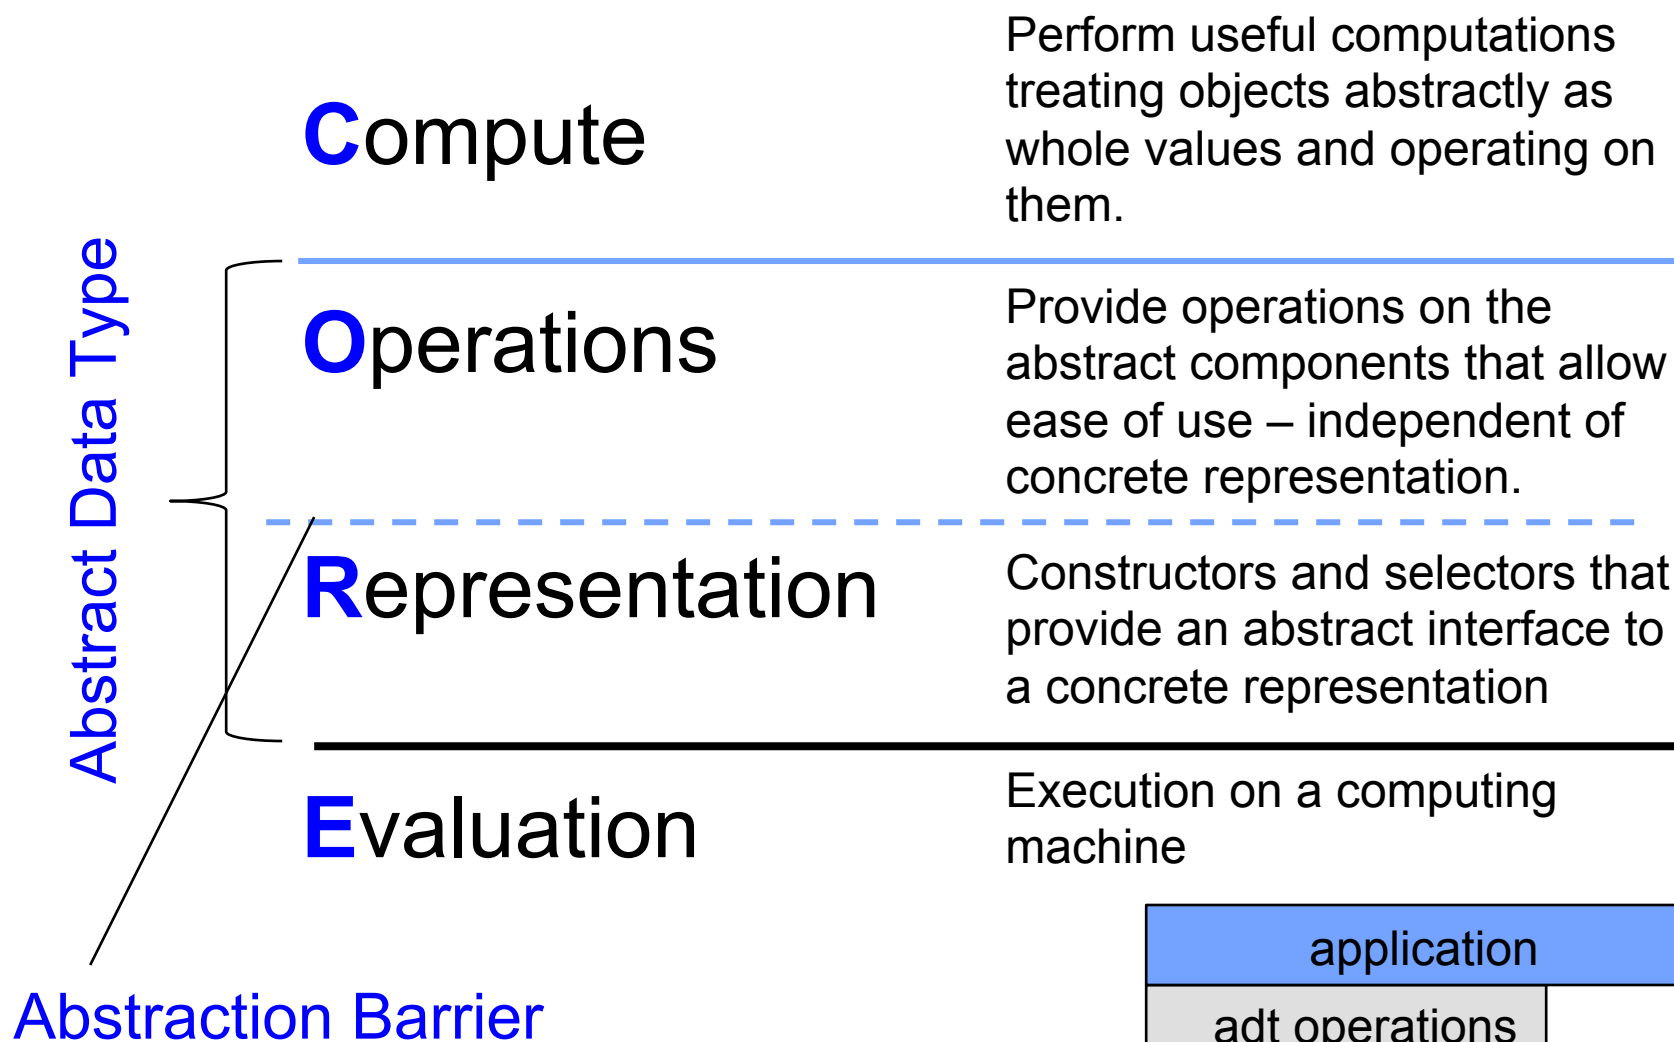 Compute
Perform useful computations
treating objects abstractly as
whole values and operating on
them.
Abstract Data Type
Operations
Provide operations on the
abstract components that allow
ease of use – independent of
concrete representation.
Representation
Constructors and selectors that
provide an abstract interface to
a concrete representation
Evaluation
Execution on a computing
machine
Abstraction Barrier
application
adt operations